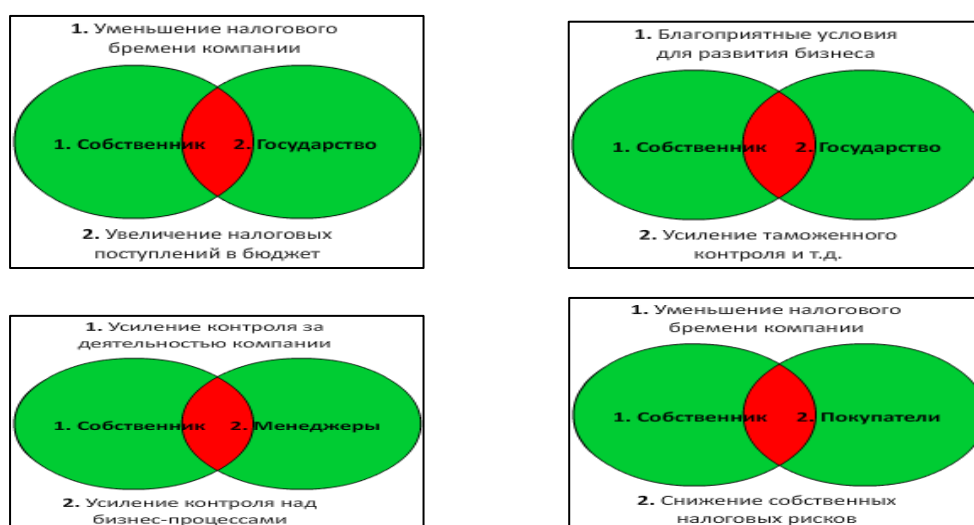 1. Уменьшение налогового
бремени компании
1. Собственник
2. Государство
2. Увеличение налоговых
поступлений в бюджет
1. Благоприятные условия
для развития бизнеса
1. Собственник
2. Государство
2. Усиление таможенного
контроля и т.д.
1. Усиление контроля за
деятельностью компании
1. Собственник
2. Менеджеры
2. Усиление контроля над
бизнес-процессами
1. Уменьшение налогового
бремени компании
1. Собственник
2. Покупатели
2. Снижение собственных
налоговых рисков